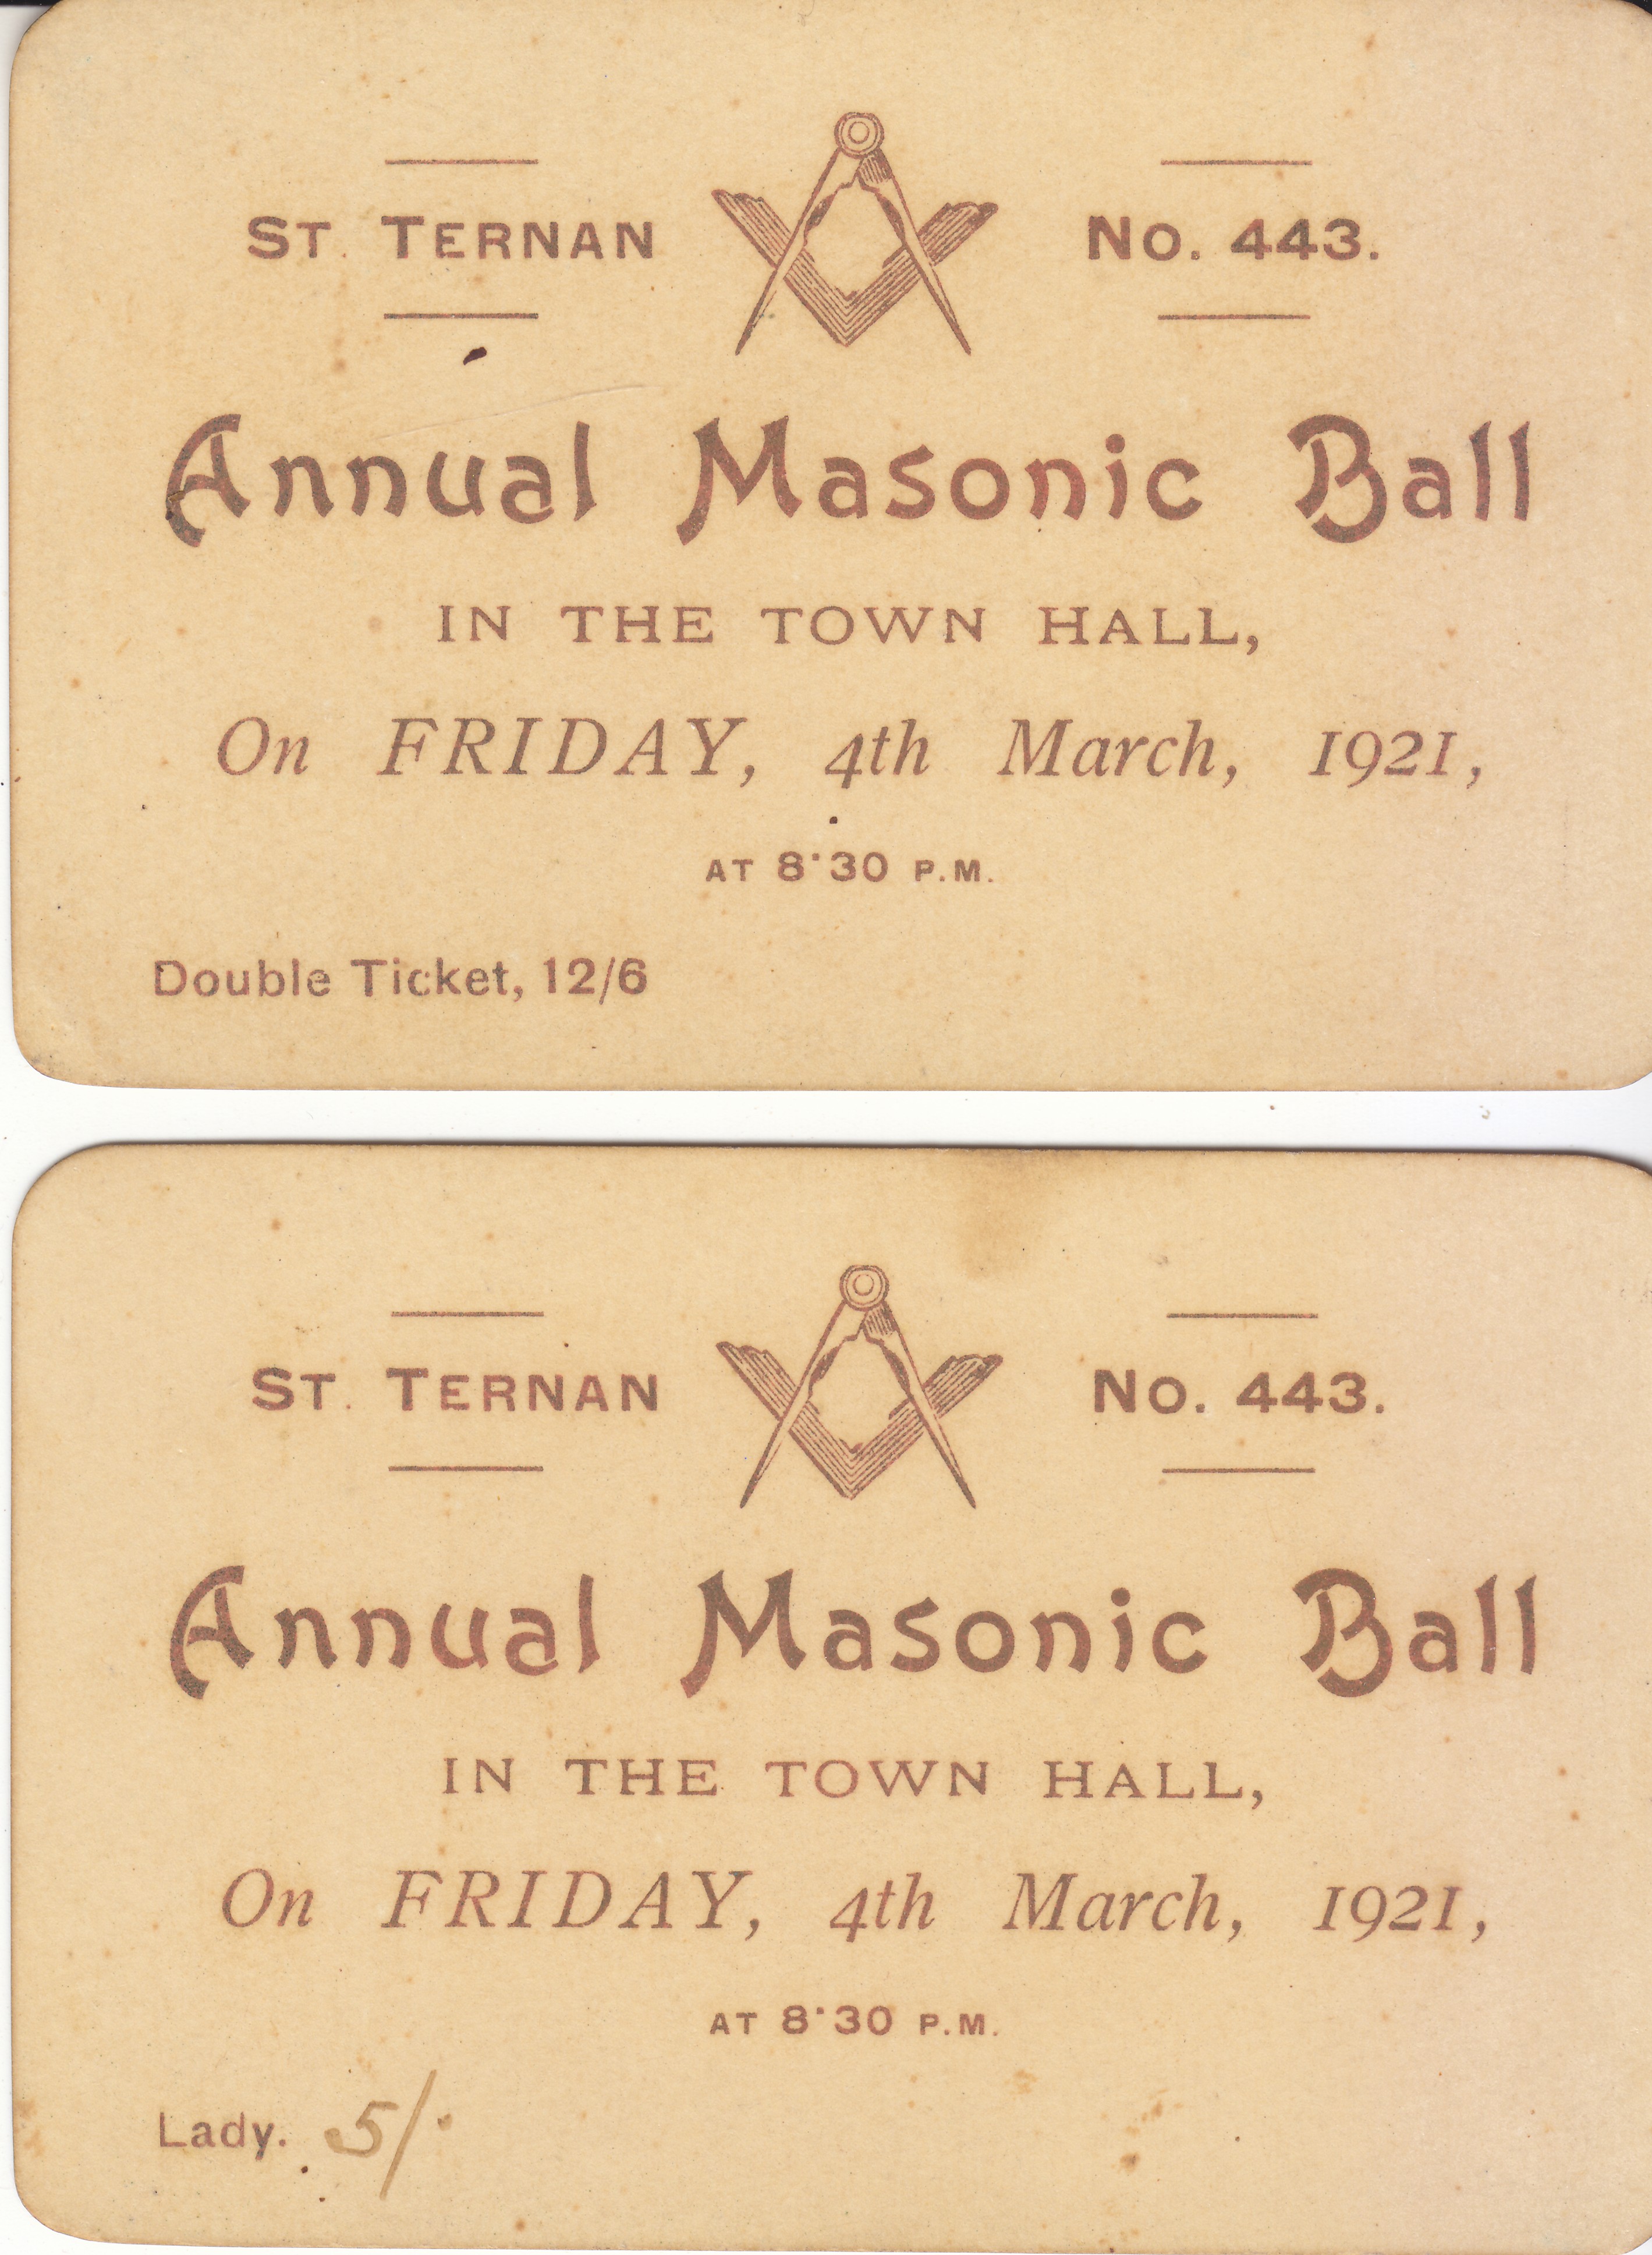 ST. TERNAN No. 443.
Annual Masonic Ball
IN THE TOWN HALL,
On FRIDAY, 4th March, 1921,
AT 8·30 P.M.
Double Ticket, 12/6
ST. TERNAN No. 443.
Annual Masonic Ball
IN THE TOWN HALL,
On FRIDAY, 4th March, 1921,
AT 8·30 P.M.
Lady. 5/·